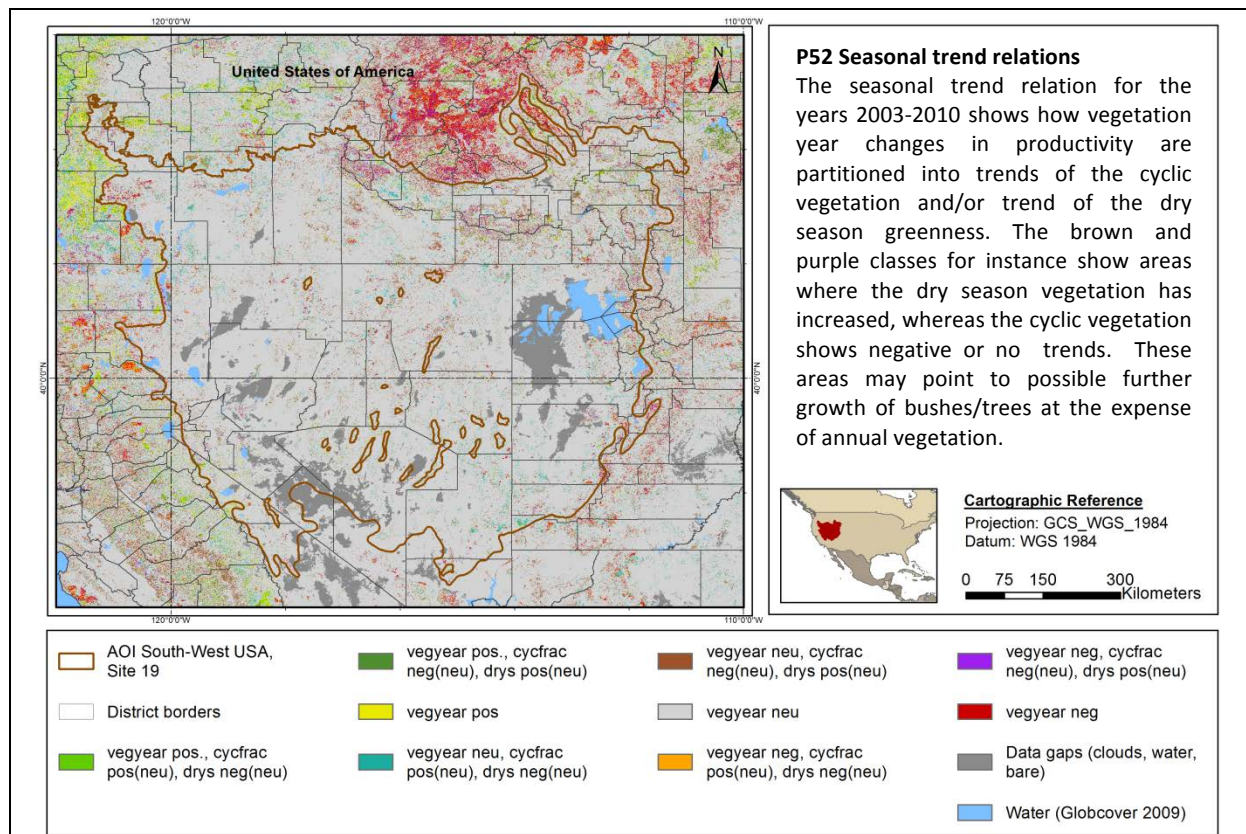 120°0'0"W
110°0'0"W
United States of America
N
40°0'0"N
40°0'0"N
120°0'0"W
110°0'0"W
P52 Seasonal trend relations
The seasonal trend relation for the
years 2003-2010 shows how vegetation
year changes in productivity are
partitioned into trends of the cyclic
vegetation and/or trend of the dry
season greenness. The brown and
purple classes for instance show areas
where the dry season vegetation has
increased, whereas the cyclic vegetation
shows negative or no trends. These
areas may point to possible further
growth of bushes/trees at the expense
of annual vegetation.
Cartographic Reference
Projection: GCS_WGS_1984
Datum: WGS 1984
0 75 150 300
Kilometers
AOI South-West USA,
Site 19
District borders
vegyear pos., cycfrac
pos(neu), drys neg(neu)
vegyear pos., cycfrac
neg(neu), drys pos(neu)
vegyear pos
vegyear neu, cycfrac
pos(neu), drys neg(neu)
vegyear neu, cycfrac
neg(neu), drys pos(neu)
vegyear neu
vegyear neg, cycfrac
pos(neu), drys neg(neu)
vegyear neg, cycfrac
neg(neu), drys pos(neu)
vegyear neg
Data gaps (clouds, water,
bare)
Water (Globcover 2009)